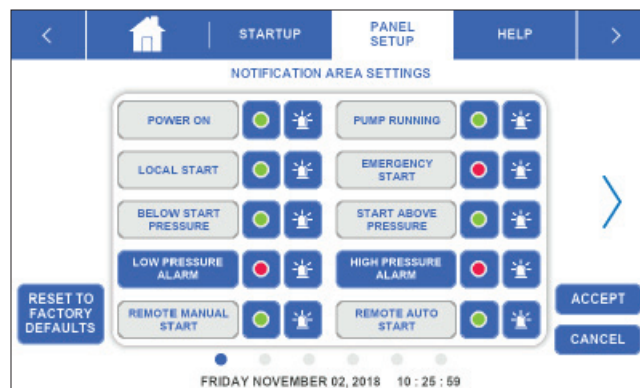 STARTUP
PANEL
SETUP
HELP
NOTIFICATION AREA SETTINGS
POWER ON
PUMP RUNNING
LOCAL START
EMERGENCY
START
BELOW START
PRESSURE
START ABOVE
PRESSURE
LOW PRESSURE
ALARM
HIGH PRESSURE
ALARM
REMOTE MANUAL
START
REMOTE AUTO
START
RESET TO
FACTORY
DEFAULTS
ACCEPT
CANCEL
FRIDAY NOVEMBER 02, 2018 10 : 25 : 59